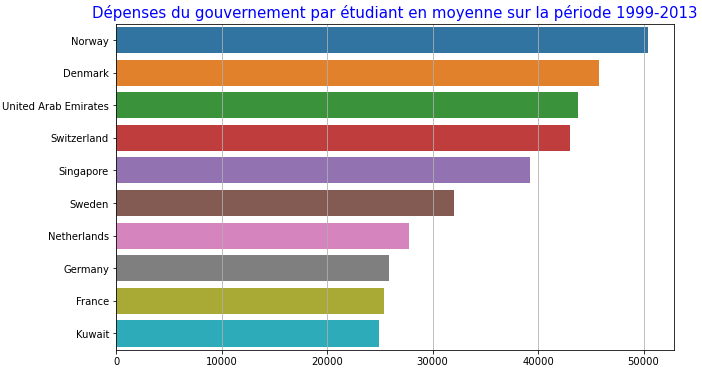 Dépenses du gouvernement par étudiant en moyenne sur la période 1999-2013
Norway
Denmark
United Arab Emirates
Switzerland
Singapore
Sweden
Netherlands
Germany
France
Kuwait
0 10000 20000 30000 40000 50000